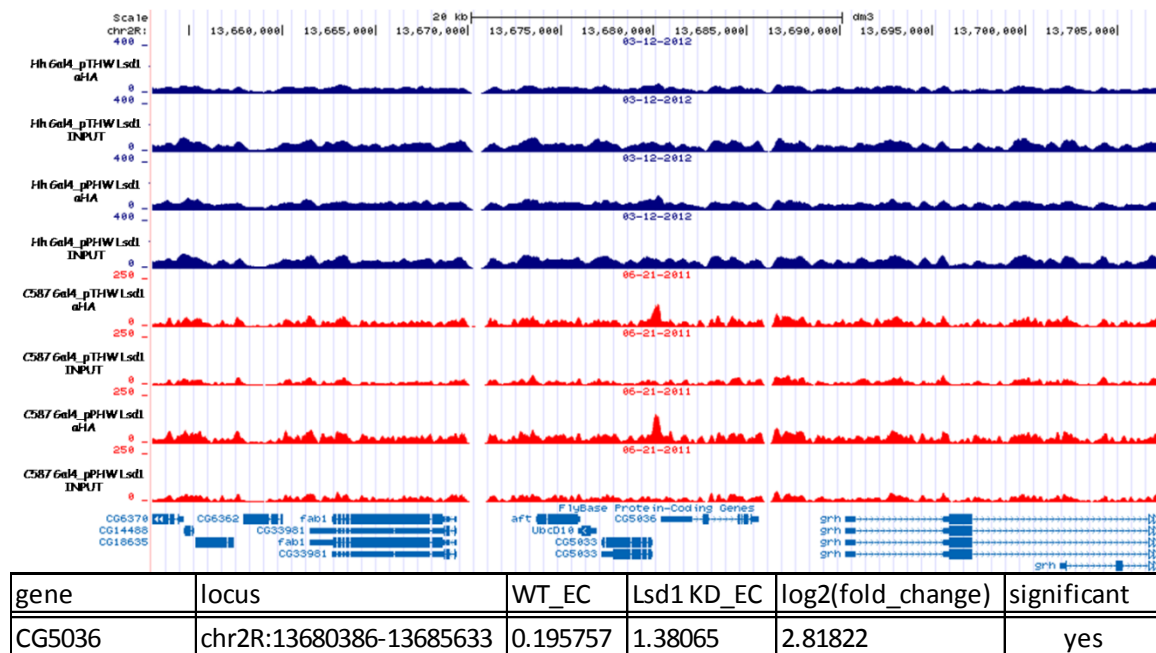 Scale 20 kb dm3
chr2R: 13,660,000 13,665,000 13,670,000 13,675,000 13,680,000 13,685,000 13,690,000 13,695,000 13,700,000 13,705,000
03-12-2012
400
Hh Gal4_pTHW Lsd1
aHA
0
03-12-2012
400
Hh Gal4_pTHW Lsd1
INPUT
0
03-12-2012
400
Hh Gal4_pPHW Lsd1
aHA
0
03-12-2012
400
Hh Gal4_pPHW Lsd1
INPUT
0
06-21-2011
250
C587 Gal4_pTHW Lsd1
aHA
0
06-21-2011
250
C587 Gal4_pTHW Lsd1
INPUT
0
06-21-2011
250
C587 Gal4_pPHW Lsd1
aHA
0
06-21-2011
250
C587 Gal4_pPHW Lsd1
INPUT
0
FlyBase Protein-Coding Genes
CG6370 CG6362 fab1 aft CG5036 grh
CG14488 CG33981 UbcD10 grh
CG18635 fab1 CG5033 grh
CG33981 CG5033 grh
grh
gene locus WT_EC Lsd1 KD_EC log2(fold_change) significant
CG5036 chr2R:13680386-13685633 0.195757 1.38065 2.81822 yes